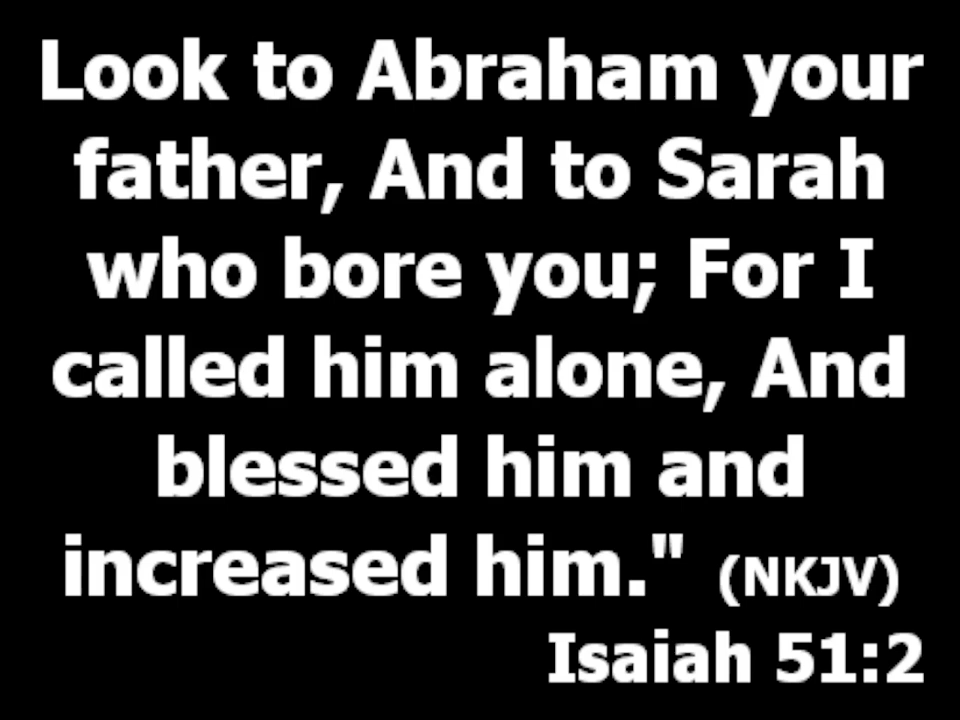 Look to Abraham your
father, And to Sarah
who bore you; For I
called him alone, And
blessed him and
increased him." (NKJV)
Isaiah 51:2